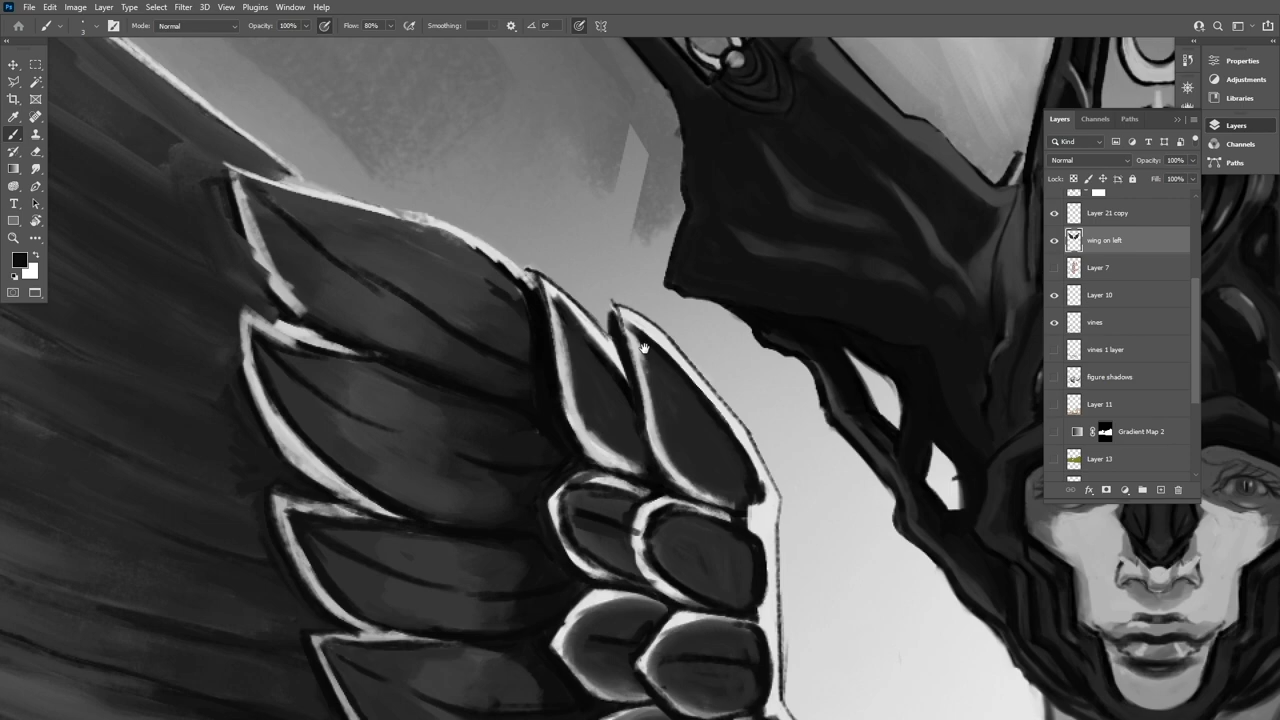 Ps File Edit Image Layer Type Select Filter 3D View Plugins Window Help
3 Mode: Normal Opacity: 100% Flow: 80% Smoothing: 0°
Properties
Adjustments
Libraries
Layers
Channels
Paths
Layers Channels Paths
Kind
Normal Opacity: 100%
Lock: Fill: 100%
Layer 21 copy
wing on left
Layer 7
Layer 10
vines
vines 1 layer
figure shadows
Layer 11
Gradient Map 2
Layer 13
fx